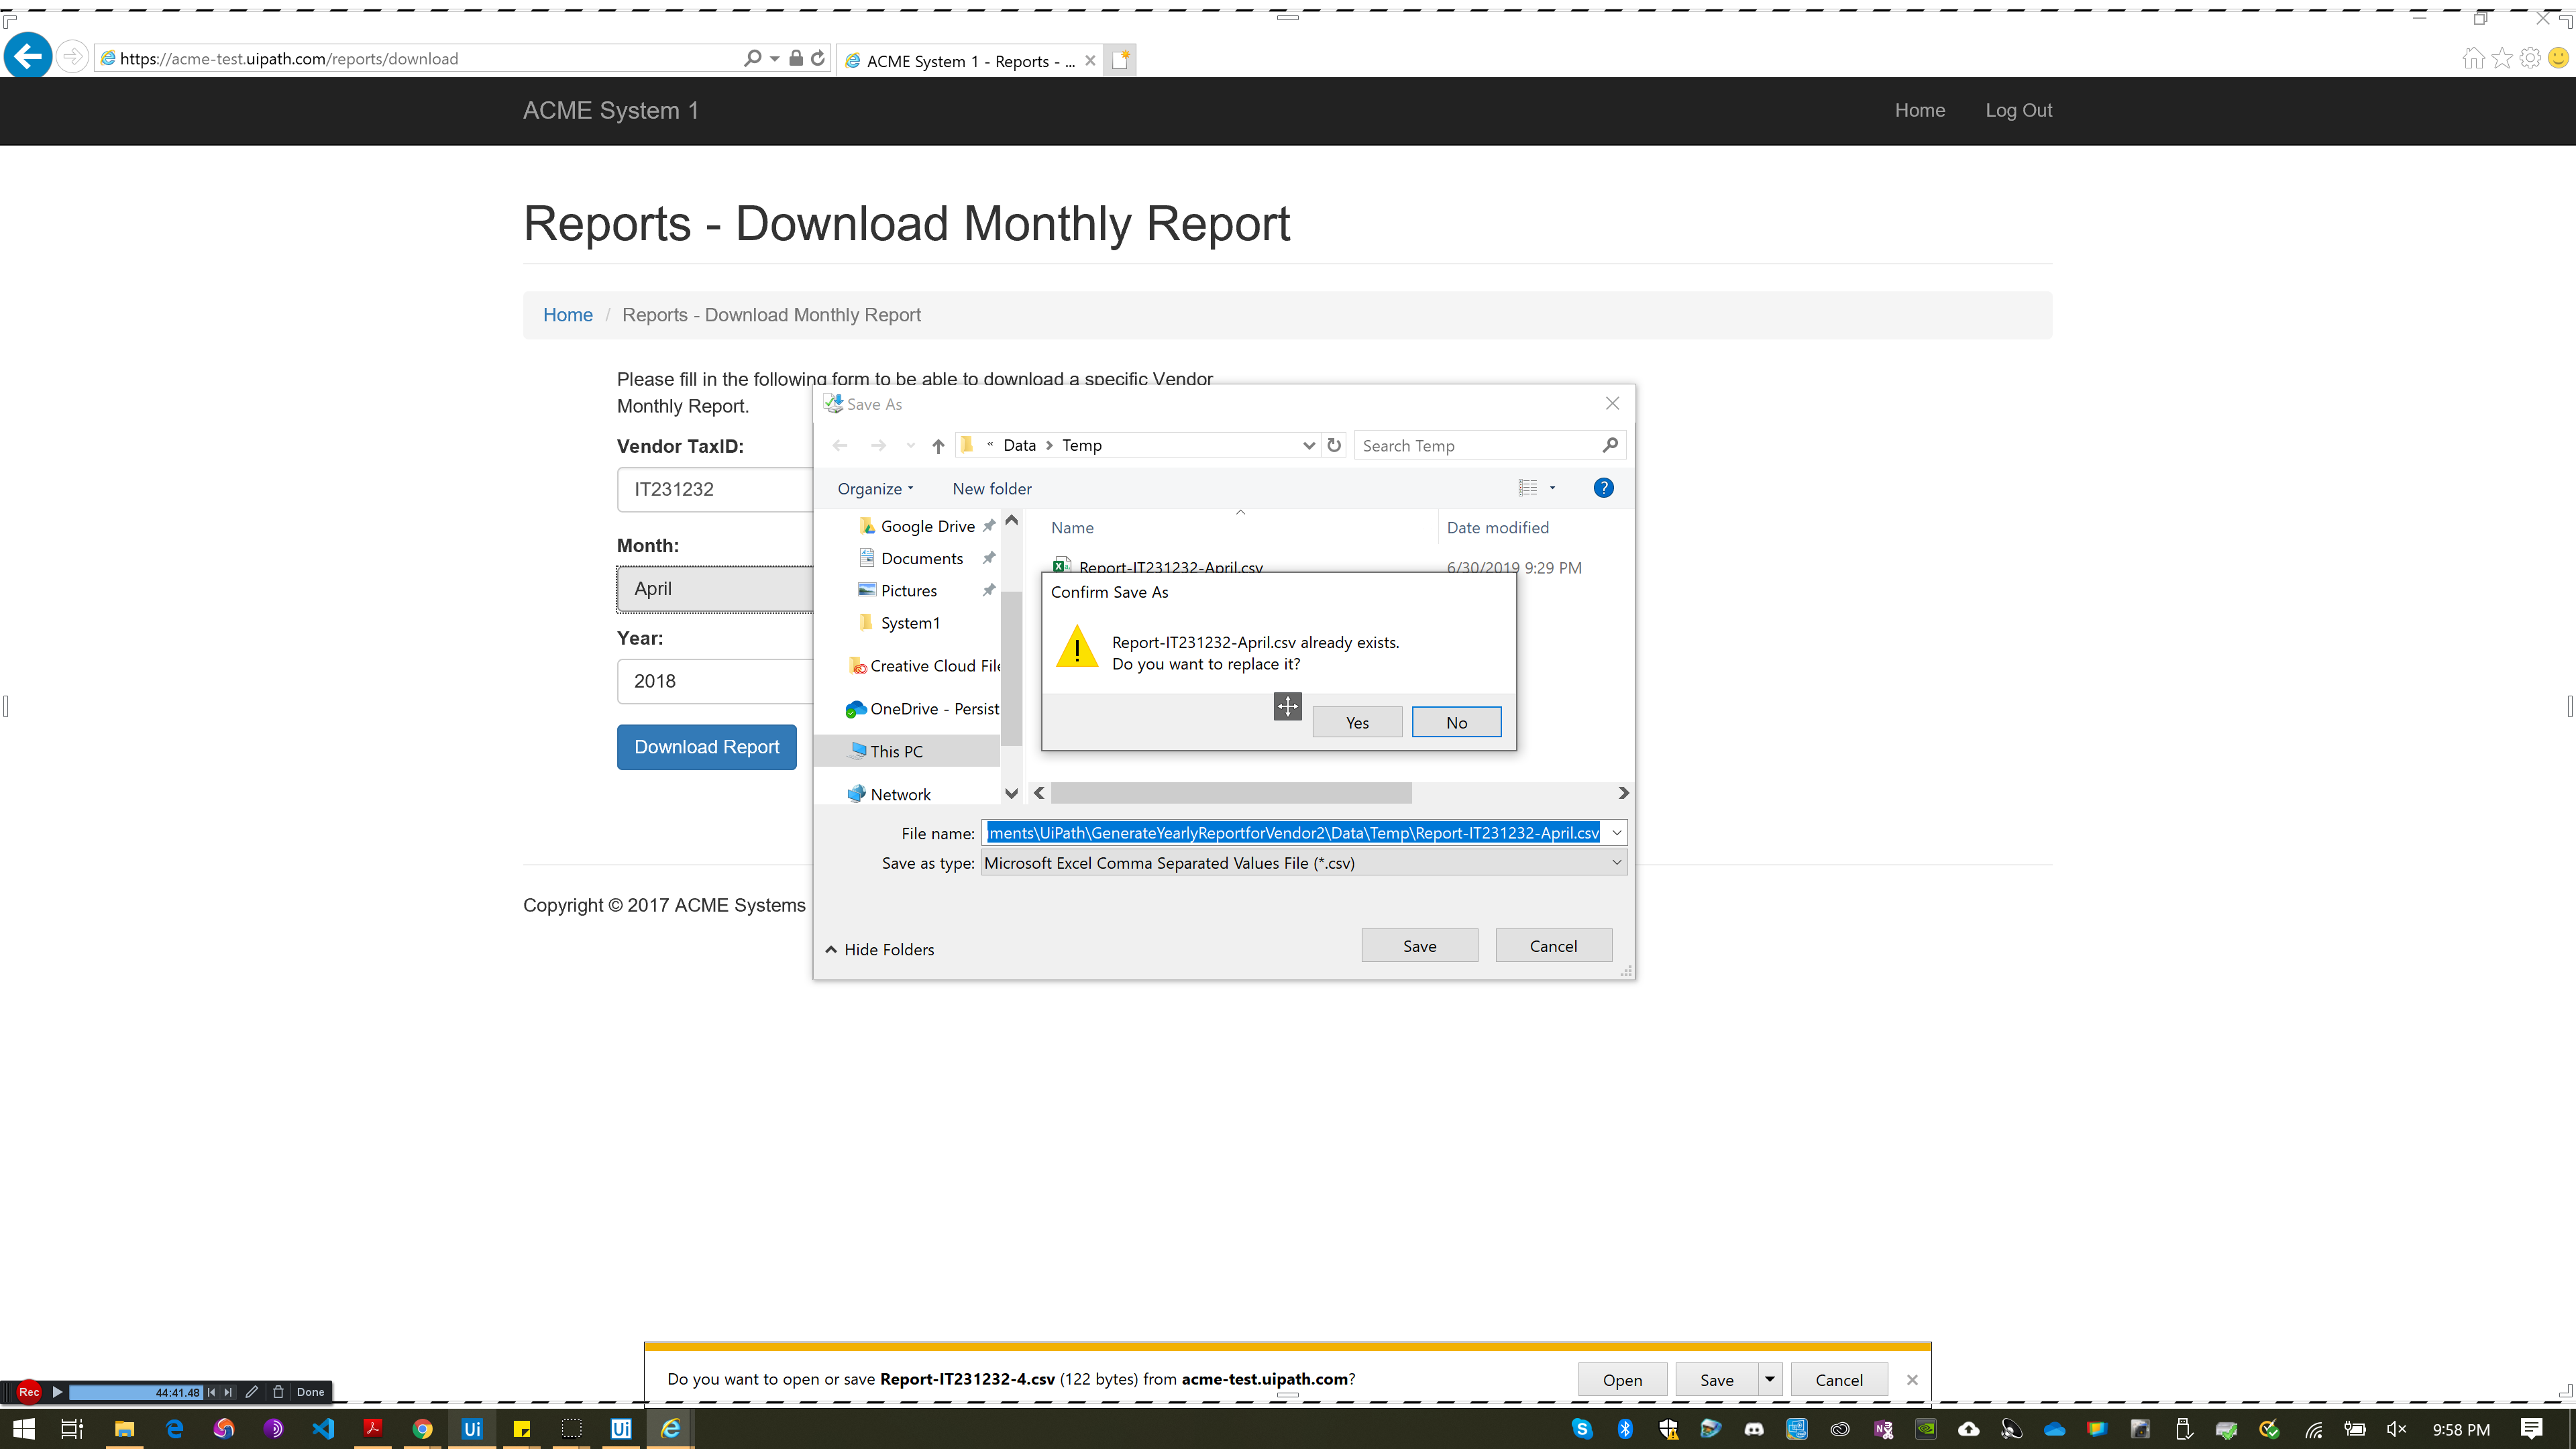 https://acme-test.uipath.com/reports/download
ACME System 1 - Reports - ...
ACME System 1
Home
Log Out
Reports - Download Monthly Report
Home / Reports - Download Monthly Report
Please fill in the following form to be able to download a specific Vendor
Monthly Report.
Vendor TaxID:
IT231232
Month:
April
Year:
2018
Download Report
Copyright © 2017 ACME Systems
Save As
« Data > Temp
Search Temp
Organize
New folder
Google Drive
Documents
Pictures
System1
Creative Cloud File
OneDrive - Persist
This PC
Network
Name
Date modified
Report-IT231232-April.csv
6/30/2019 9:29 PM
Confirm Save As
Report-IT231232-April.csv already exists.
Do you want to replace it?
Yes
No
File name:
ments\UiPath\GenerateYearlyReportforVendor2\Data\Temp\Report-IT231232-April.csv
Save as type:
Microsoft Excel Comma Separated Values File (*.csv)
Hide Folders
Save
Cancel
Do you want to open or save Report-IT231232-4.csv (122 bytes) from acme-test.uipath.com?
Open
Save
Cancel
Rec
44:41.48
Done
Ui
Ui
9:58 PM